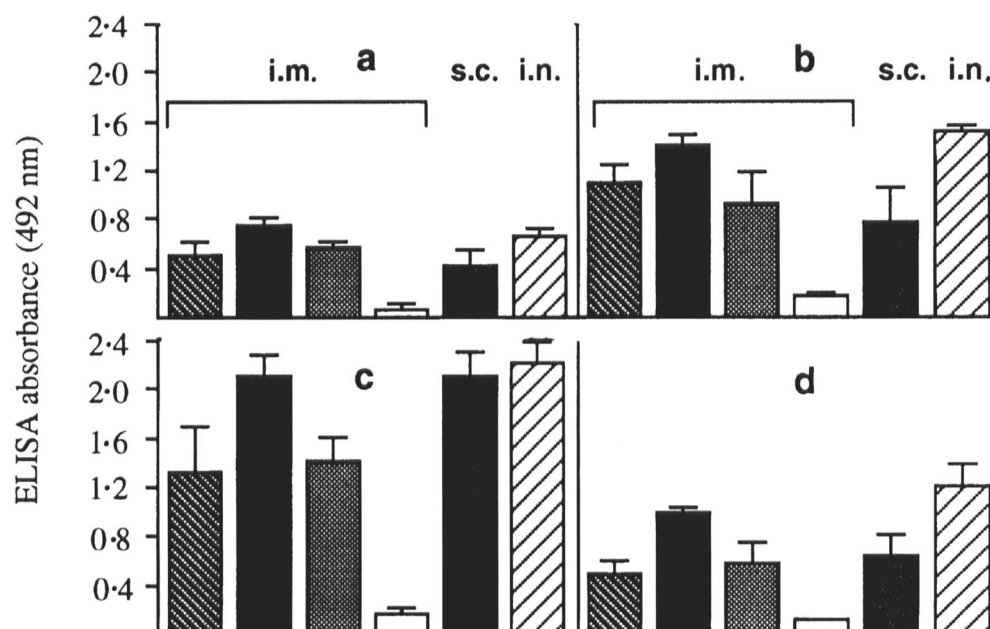 ELISA absorbance (492 nm)
2·4
2·0
1·6
1·2
0·8
0·4
a
i.m.
s.c. i.n.
b
i.m.
s.c. i.n.
2·4
2·0
1·6
1·2
0·8
0·4
c
d